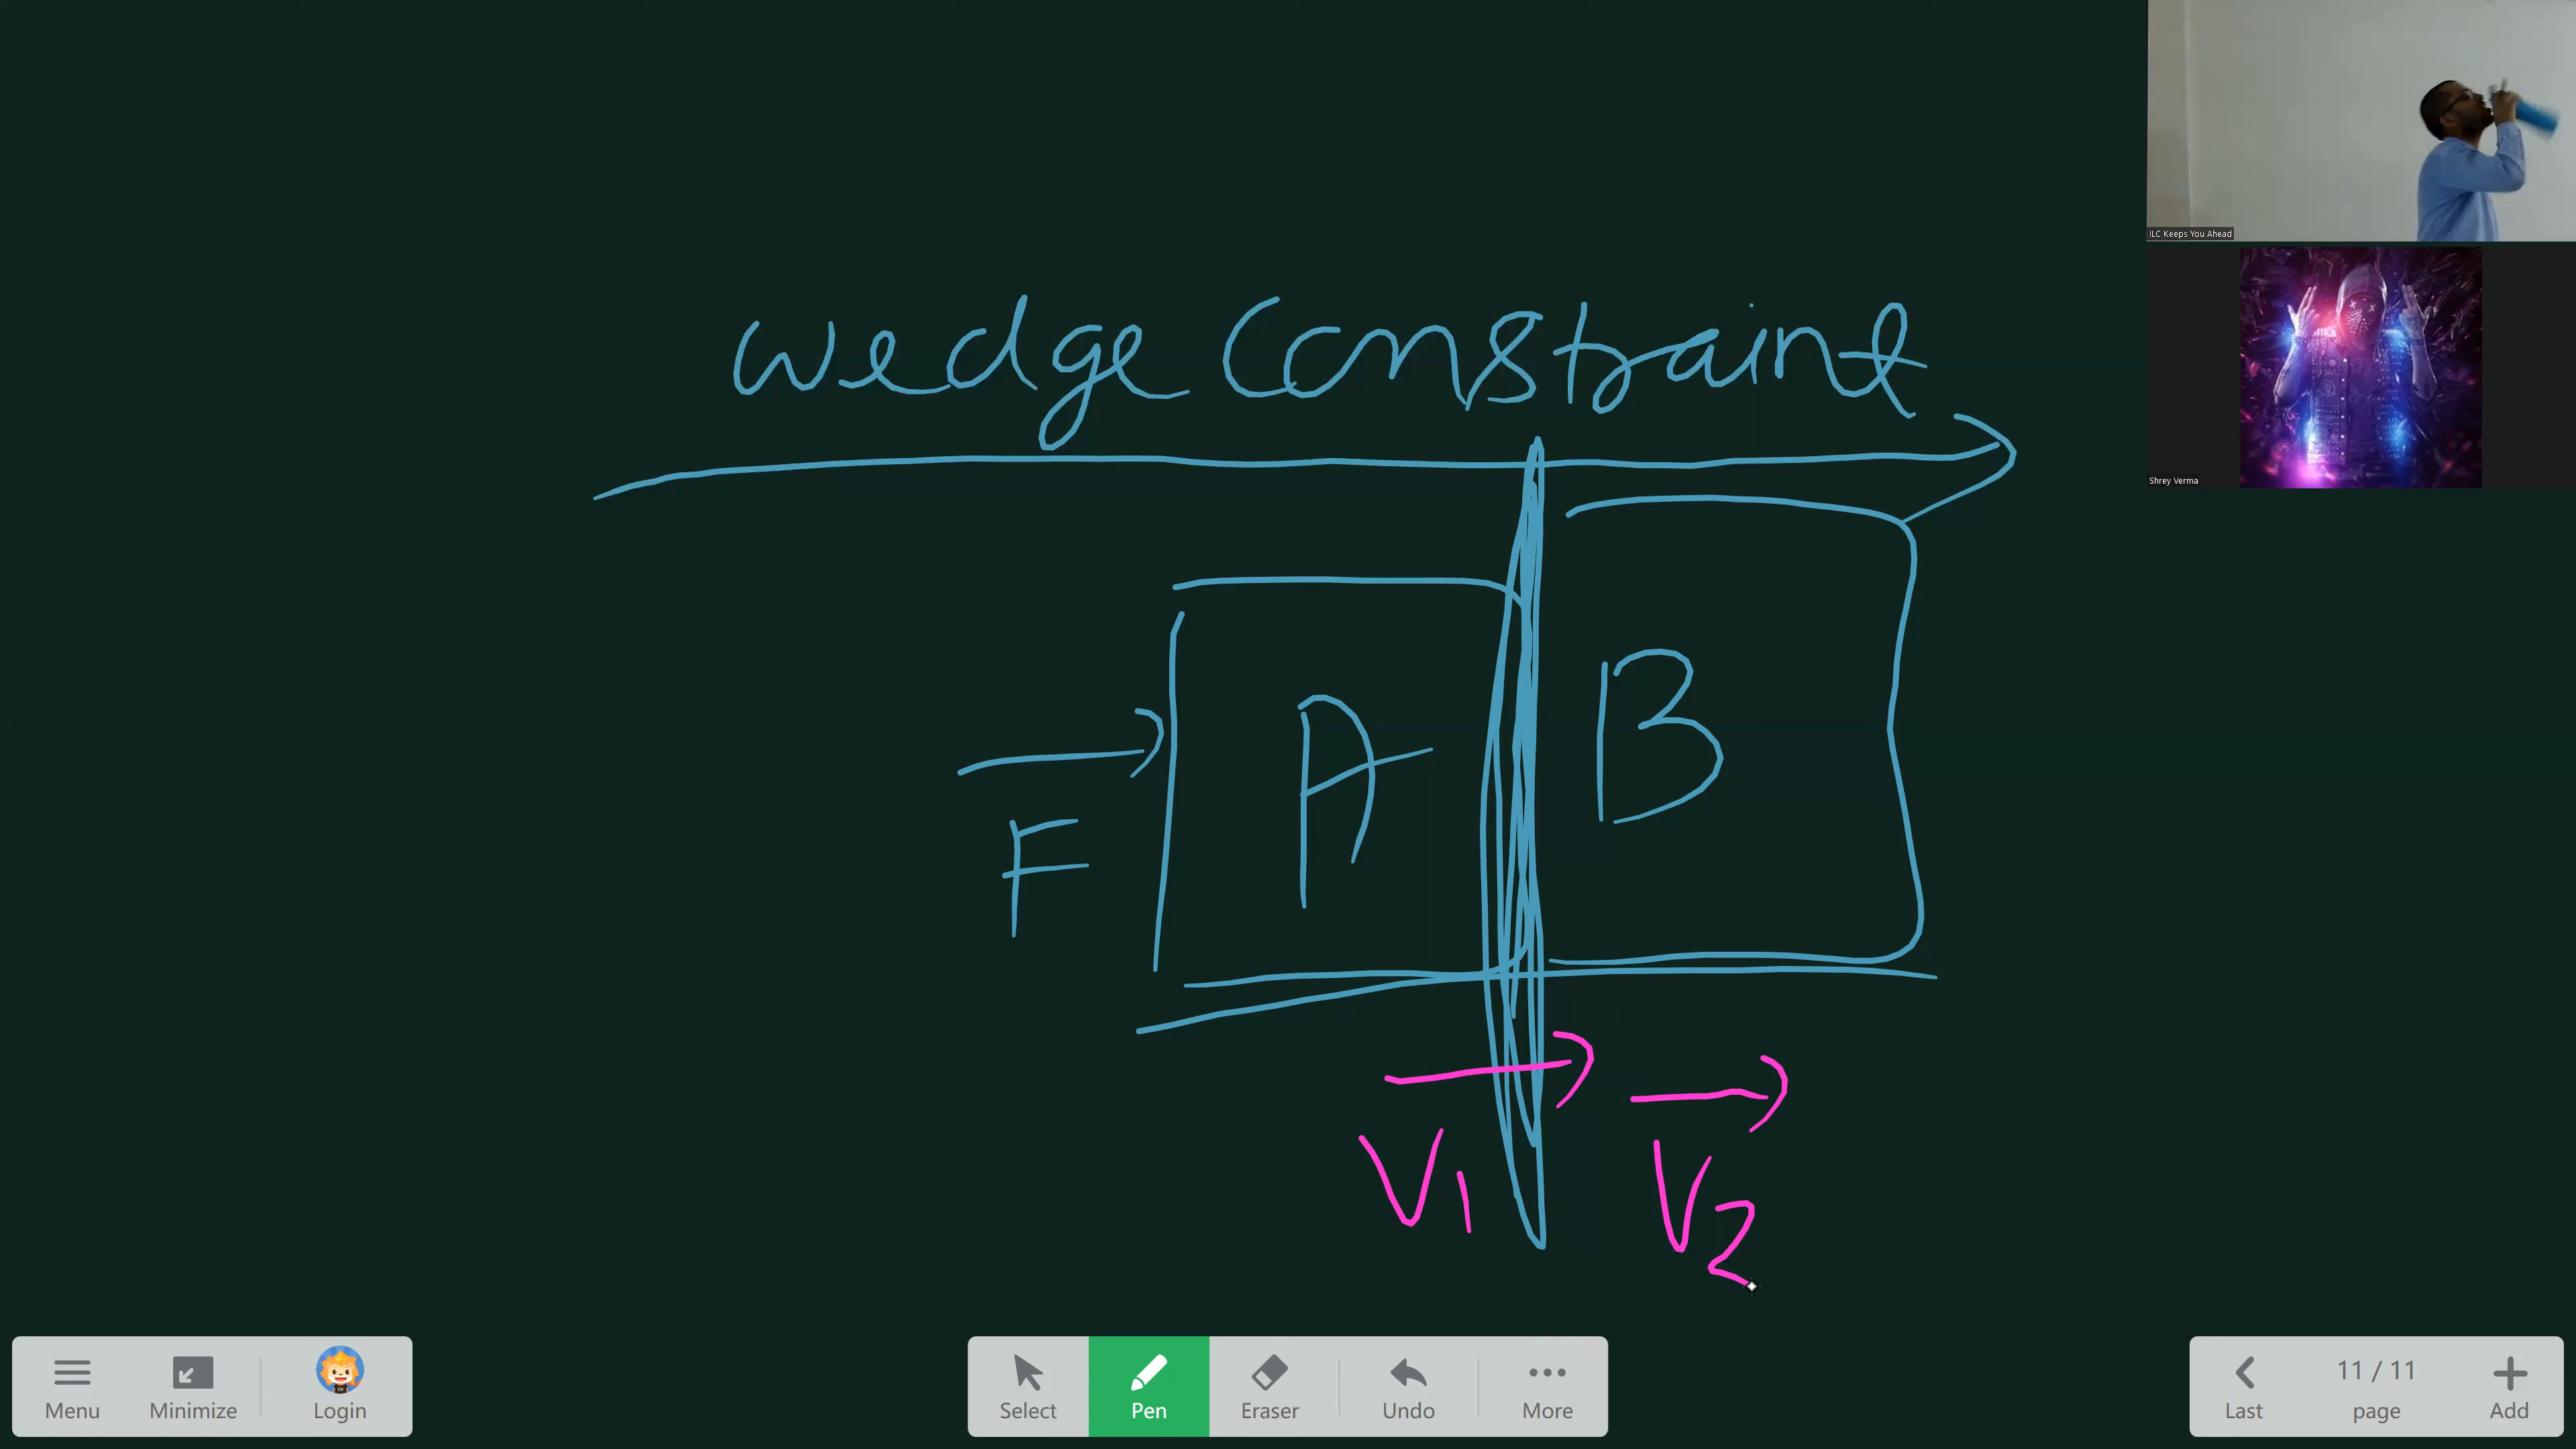 ILC Keeps You Ahead
wedge Constraint
Shrey Verma
A
B
F
V1
V2
Menu
Minimize
Login
Select
Pen
Eraser
Undo
More
Last
11 / 11
page
Add